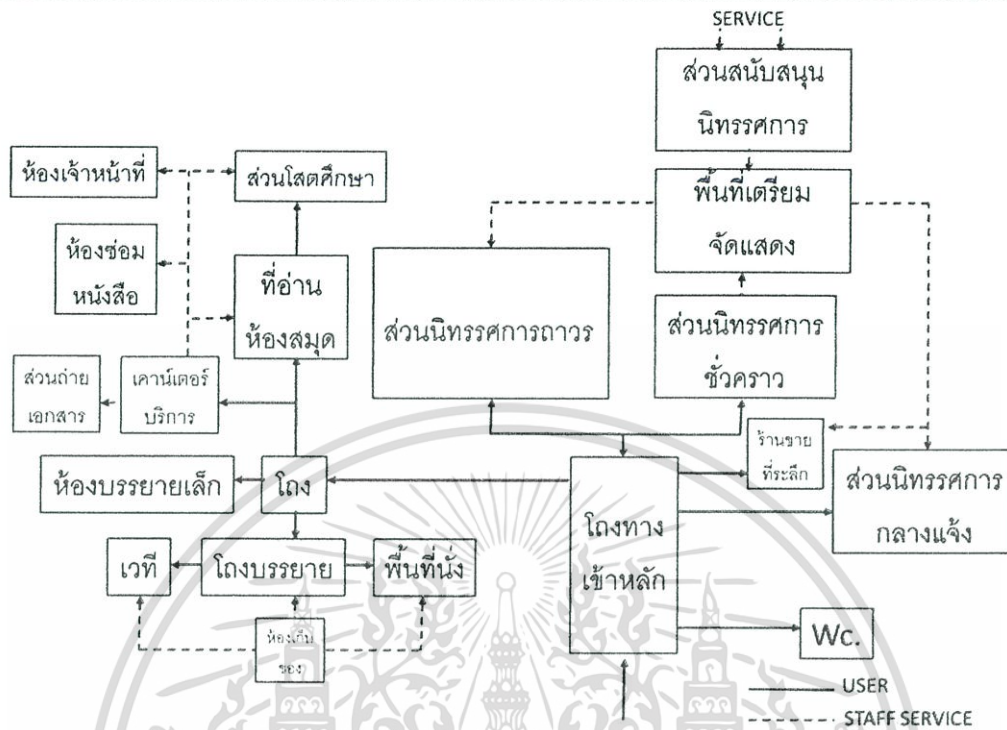 SERVICE
ส่วนสนับสนุน
นิทรรศการ
ห้องเจ้าหน้าที่
ส่วนโสตศึกษา
พื้นที่เตรียม
จัดแสดง
ห้องซ่อม
หนังสือ
ที่อ่าน
ห้องสมุด
ส่วนนิทรรศการถาวร
ส่วนนิทรรศการ
ชั่วคราว
ส่วนถ่าย
เอกสาร
เคาน์เตอร์
บริการ
ร้านขาย
ที่ระลึก
ห้องบรรยายเล็ก
โถง
โถงทาง
เข้าหลัก
ส่วนนิทรรศการ
กลางแจ้ง
เวที
โถงบรรยาย
พื้นที่นั่ง
ห้องเก็บ
ของ
Wc.
USER
STAFF SERVICE